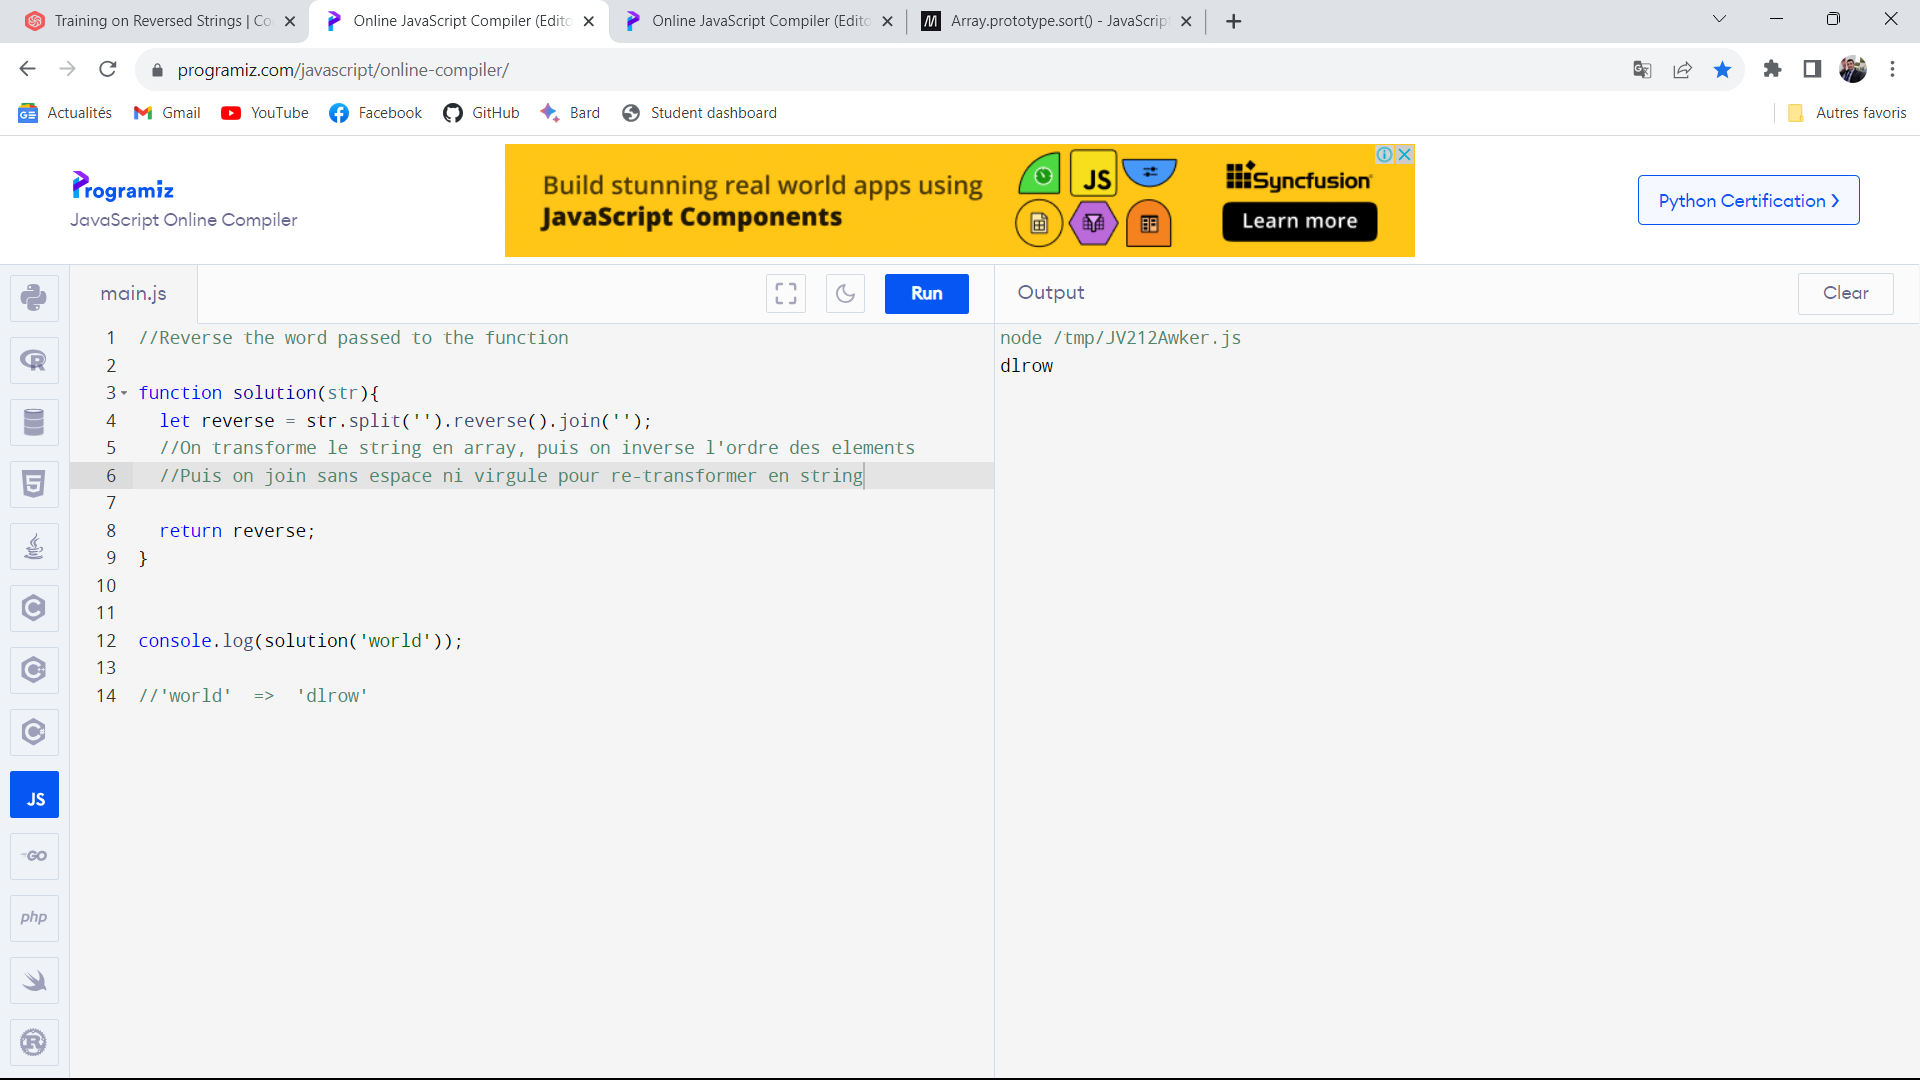 Training on Reversed Strings | Co
Online JavaScript Compiler (Edito
Online JavaScript Compiler (Edito
Array.prototype.sort() - JavaScrip
programiz.com/javascript/online-compiler/
Actualités
Gmail
YouTube
Facebook
GitHub
Bard
Student dashboard
Autres favoris
Programiz
JavaScript Online Compiler
Build stunning real world apps using
JavaScript Components
JS
Syncfusion
Learn more
Python Certification >
main.js
Run
Output
Clear
1 //Reverse the word passed to the function
2
3 function solution(str){
4 let reverse = str.split('').reverse().join('');
5 //On transforme le string en array, puis on inverse l'ordre des elements
6 //Puis on join sans espace ni virgule pour re-transformer en string
7
8 return reverse;
9 }
10
11
12 console.log(solution('world'));
13
14 //'world'  =>  'dlrow'
node /tmp/JV212Awker.js
dlrow
JS
GO
php